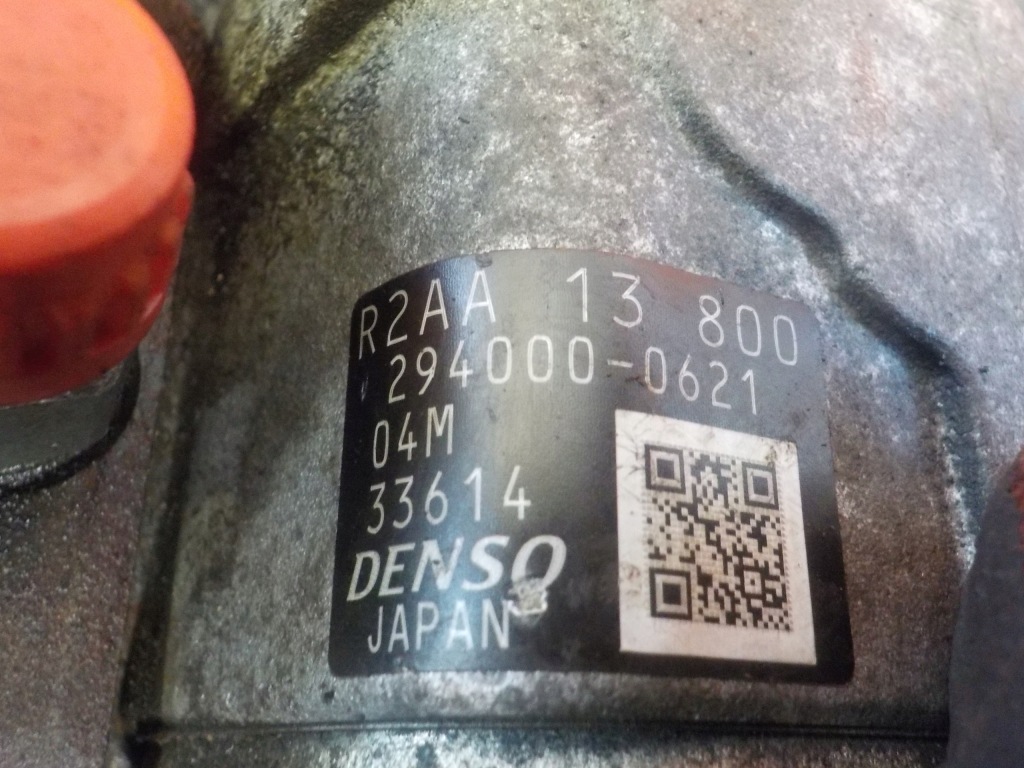 R2AA 13 800
294000-0621
04M
33614
DENSO
JAPAN